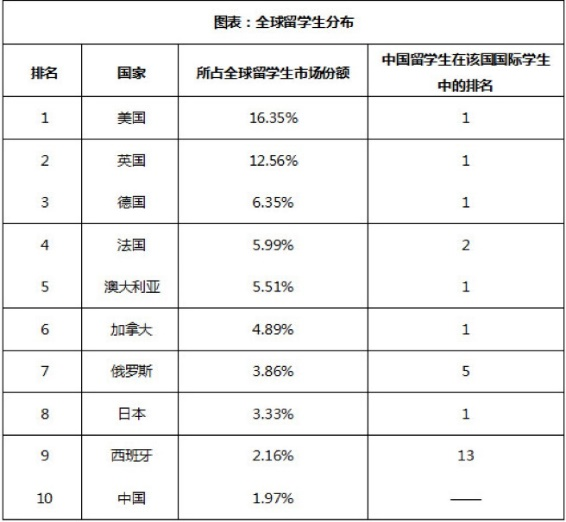 图表：全球留学生分布
排名 国家 所占全球留学生市场份额 中国留学生在该国国际学生
中的排名
1 美国 16.35% 1
2 英国 12.56% 1
3 德国 6.35% 1
4 法国 5.99% 2
5 澳大利亚 5.51% 1
6 加拿大 4.89% 1
7 俄罗斯 3.86% 5
8 日本 3.33% 1
9 西班牙 2.16% 13
10 中国 1.97% ——